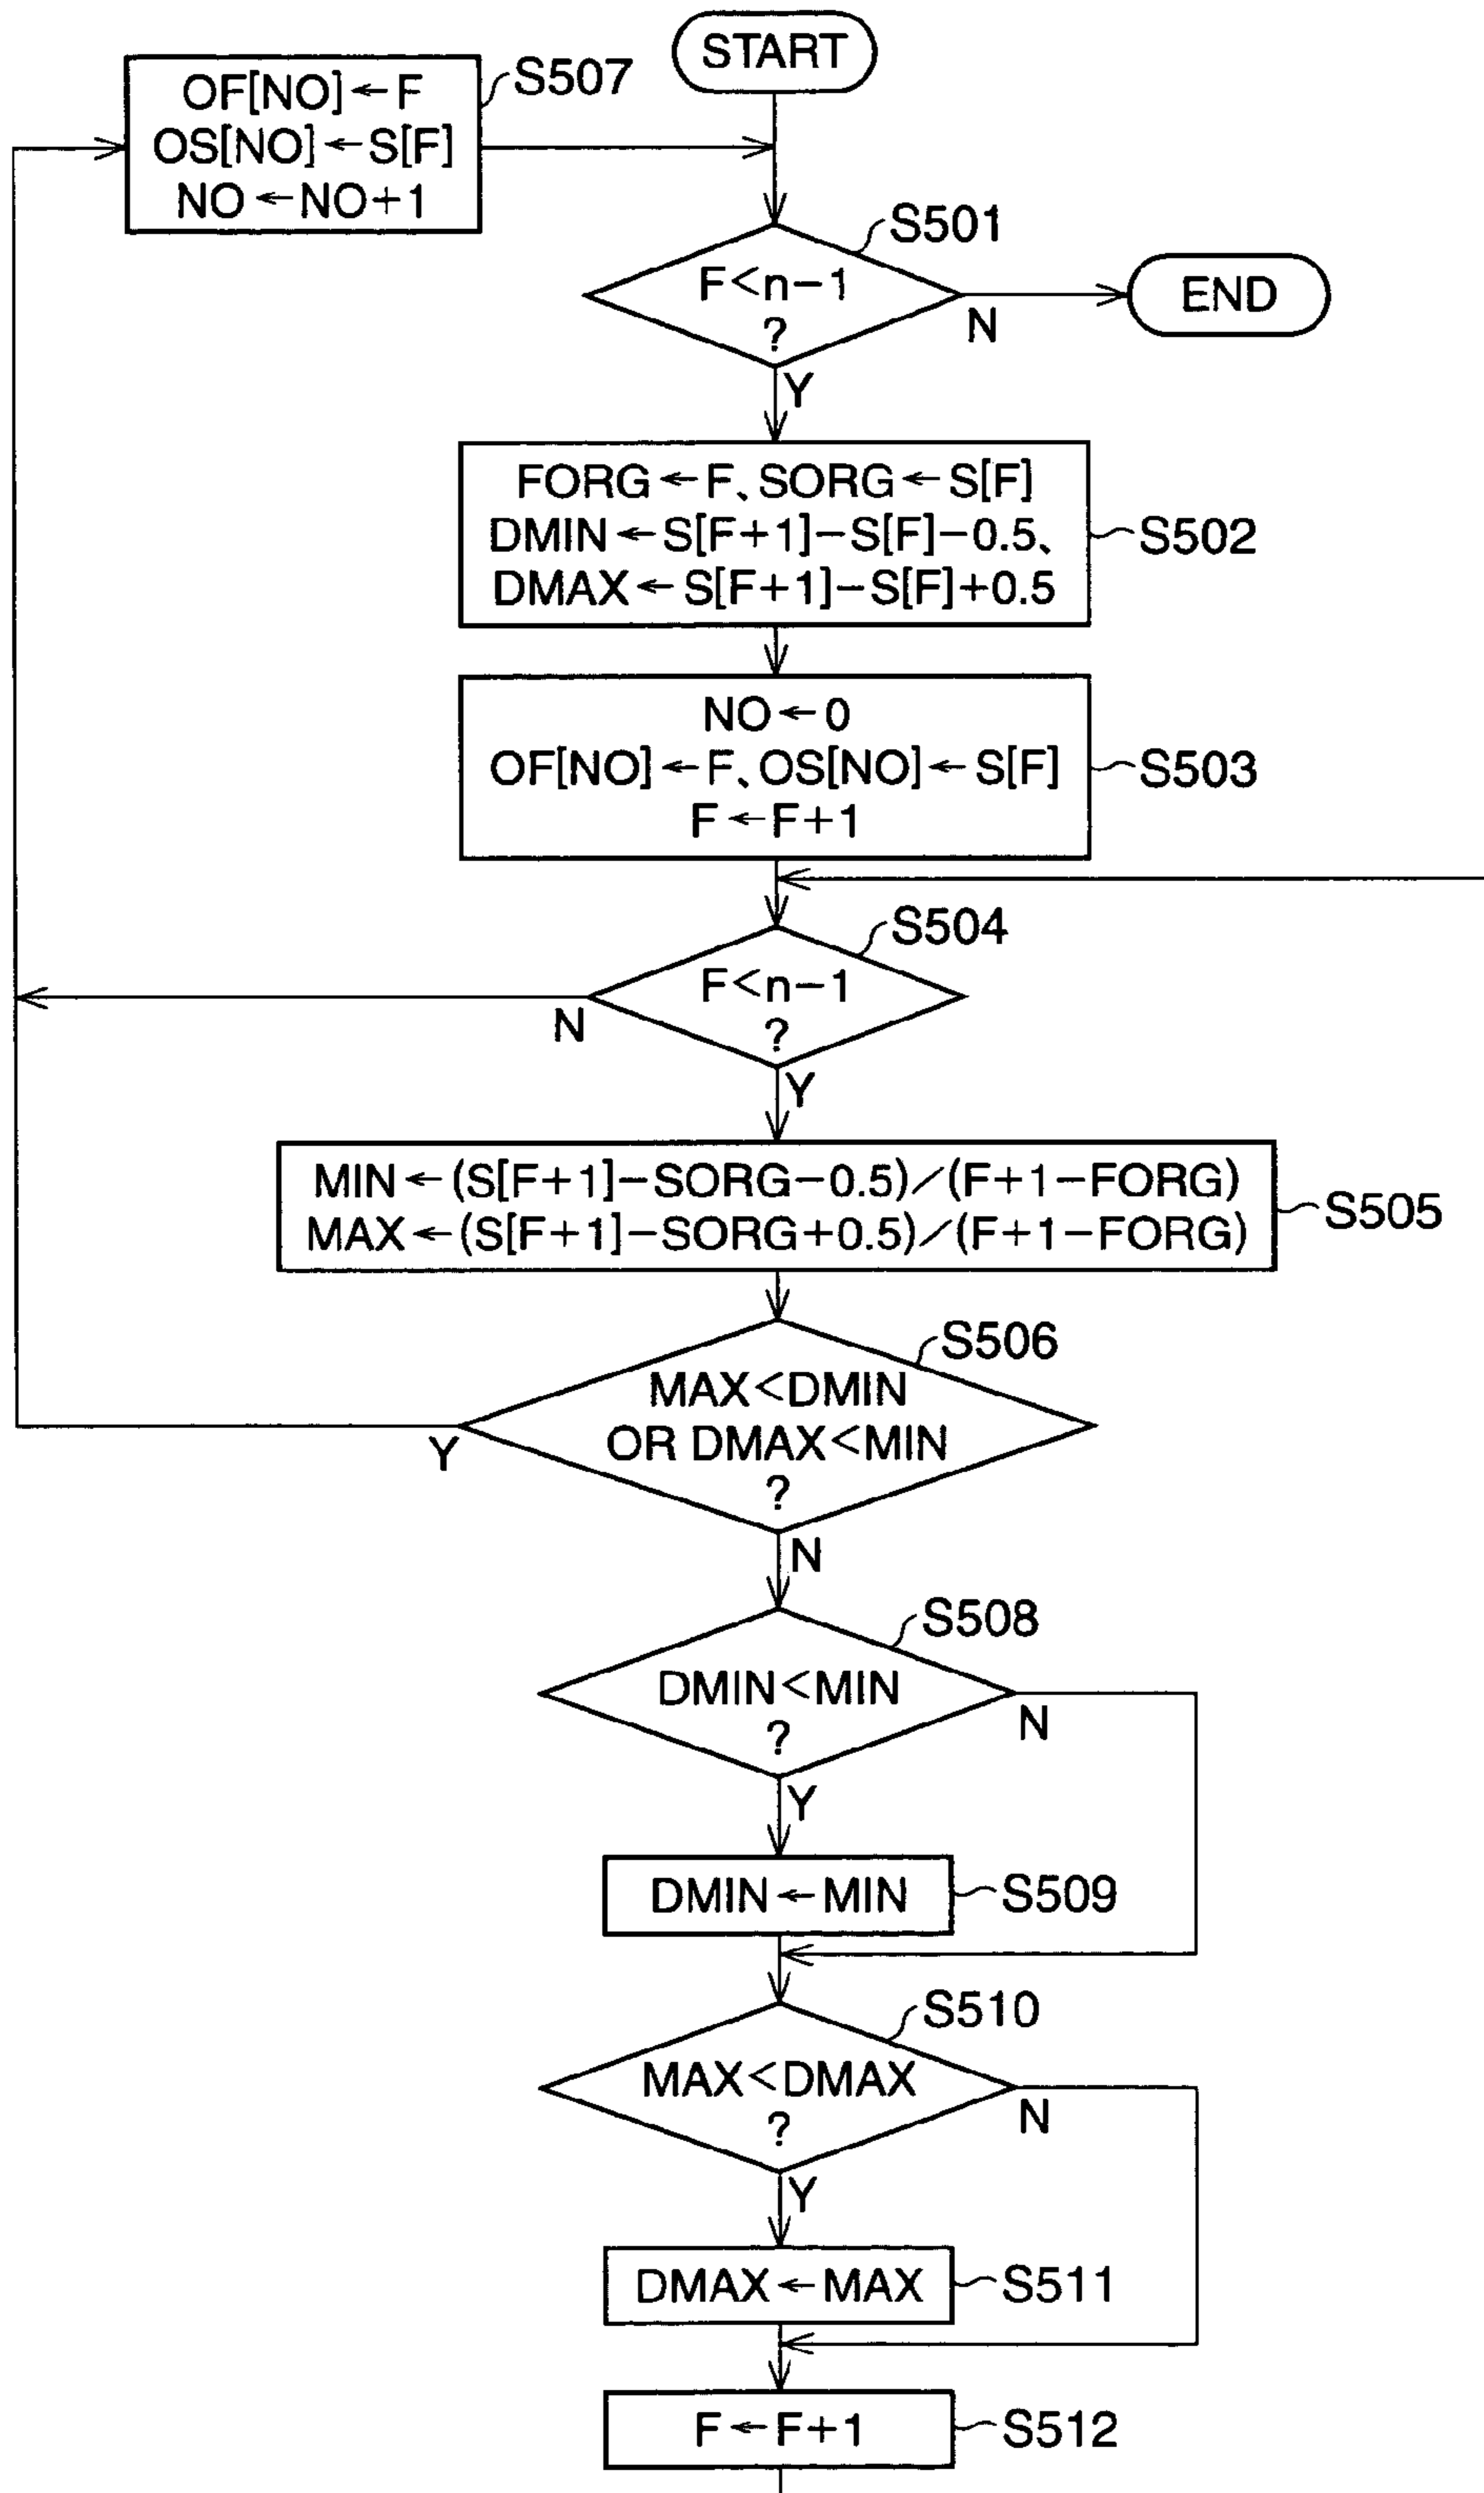 START
OF[NO]←F
OS[NO]←S[F]
NO←NO+1
S507
S501
F<n−1
?
N
END
Y
FORG←F、SORG←S[F]
DMIN←S[F+1]−S[F]−0.5、
DMAX←S[F+1]−S[F]+0.5
S502
NO←0
OF[NO]←F、OS[NO]←S[F]
F←F+1
S503
S504
F<n−1
?
N
Y
MIN←(S[F+1]−SORG−0.5)/(F+1−FORG)
MAX←(S[F+1]−SORG+0.5)/(F+1−FORG)
S505
S506
MAX<DMIN
OR DMAX<MIN
?
Y
N
S508
DMIN<MIN
?
N
Y
DMIN←MIN
S509
S510
MAX<DMAX
?
N
Y
DMAX←MAX
S511
F←F+1
S512